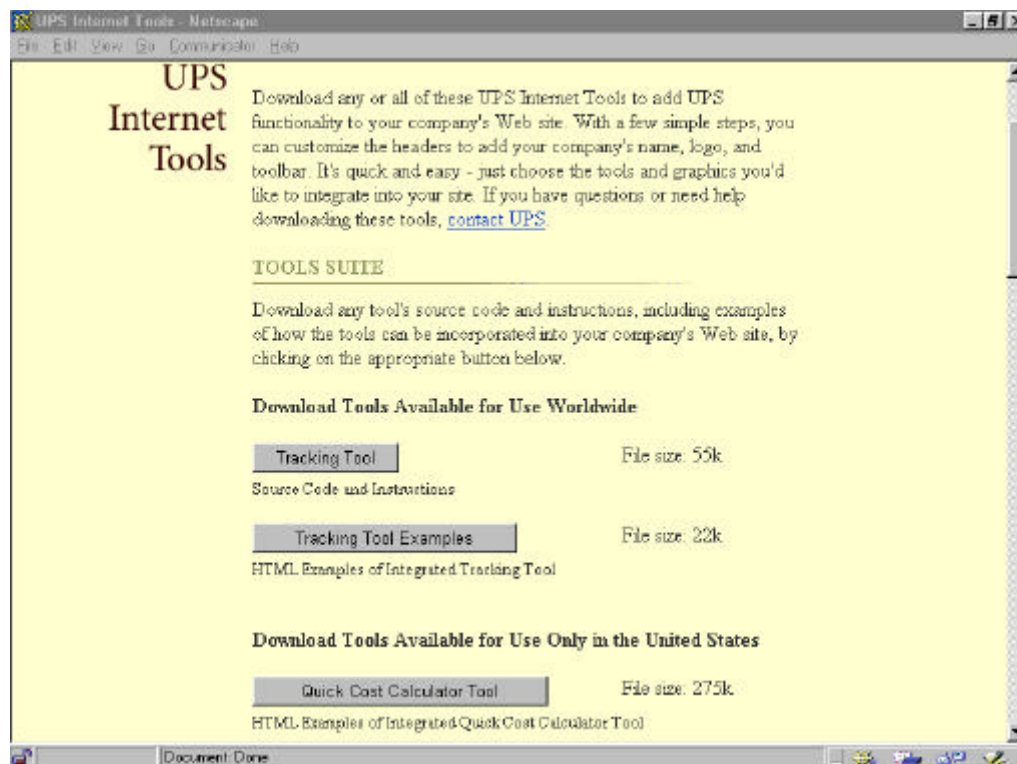 UPS Internet Tools - Netscape
File Edit View Go Communicator Help
UPS
Internet
Tools
Download any or all of these UPS Internet Tools to add UPS
functionality to your company's Web site. With a few simple steps, you
can customize the headers to add your company's name, logo, and
toolbar. It's quick and easy - just choose the tools and graphics you'd
like to integrate into your site. If you have questions or need help
downloading these tools, contact UPS.
TOOLS SUITE
Download any tool's source code and instructions, including examples
of how the tools can be incorporated into your company's Web site, by
clicking on the appropriate button below.
Download Tools Available for Use Worldwide
Tracking Tool File size: 55k
Source Code and Instructions
Tracking Tool Examples File size: 22k
HTML Examples of Integrated Tracking Tool
Download Tools Available for Use Only in the United States
Quick Cost Calculator Tool File size: 275k
HTML Examples of Integrated Quick Cost Calculator Tool
Document: Done